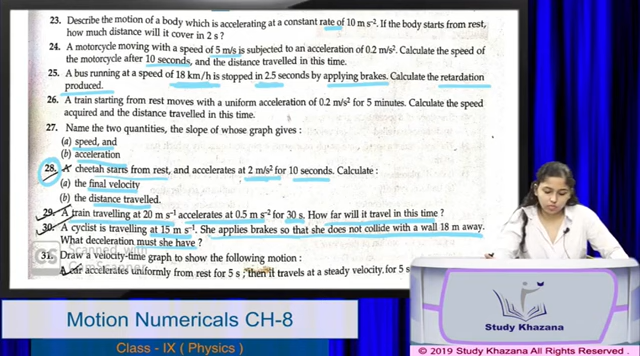 23. Describe the motion of a body which is accelerating at a constant rate of 10 m s⁻². If the body starts from rest,
how much distance will it cover in 2 s ?
24. A motorcycle moving with a speed of 5 m/s is subjected to an acceleration of 0.2 m/s². Calculate the speed of
the motorcycle after 10 seconds, and the distance travelled in this time.
25. A bus running at a speed of 18 km/h is stopped in 2.5 seconds by applying brakes. Calculate the retardation
produced.
26. A train starting from rest moves with a uniform acceleration of 0.2 m/s² for 5 minutes. Calculate the speed
acquired and the distance travelled in this time.
27. Name the two quantities, the slope of whose graph gives :
(a) speed, and
(b) acceleration
28. A cheetah starts from rest, and accelerates at 2 m/s² for 10 seconds. Calculate :
(a) the final velocity
(b) the distance travelled.
29. A train travelling at 20 m s⁻¹ accelerates at 0.5 m s⁻² for 30 s. How far will it travel in this time ?
30. A cyclist is travelling at 15 m s⁻¹. She applies brakes so that she does not collide with a wall 18 m away.
What deceleration must she have ?
CS Scanned with
CamScanner
31. Draw a velocity-time graph to show the following motion :
A car accelerates uniformly from rest for 5 s ; then it travels at a steady velocity for 5 s
Motion Numericals CH-8
Class - IX ( Physics )
Study Khazana
© 2019 Study Khazana All Rights Reserved